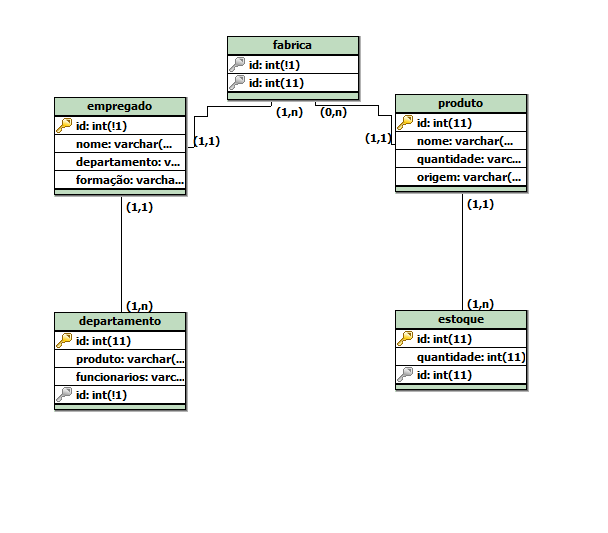 fabrica
id: int(!1)
id: int(11)
(1,n)
(0,n)
empregado
id: int(!1)
nome: varchar(...
departamento: v...
formação: varcha...
(1,1)
(1,1)
produto
id: int(11)
nome: varchar(...
quantidade: varc...
origem: varchar(...
(1,1)
(1,1)
(1,n)
departamento
id: int(11)
produto: varchar(...
funcionarios: varc...
id: int(!1)
(1,n)
estoque
id: int(11)
quantidade: int(11)
id: int(11)